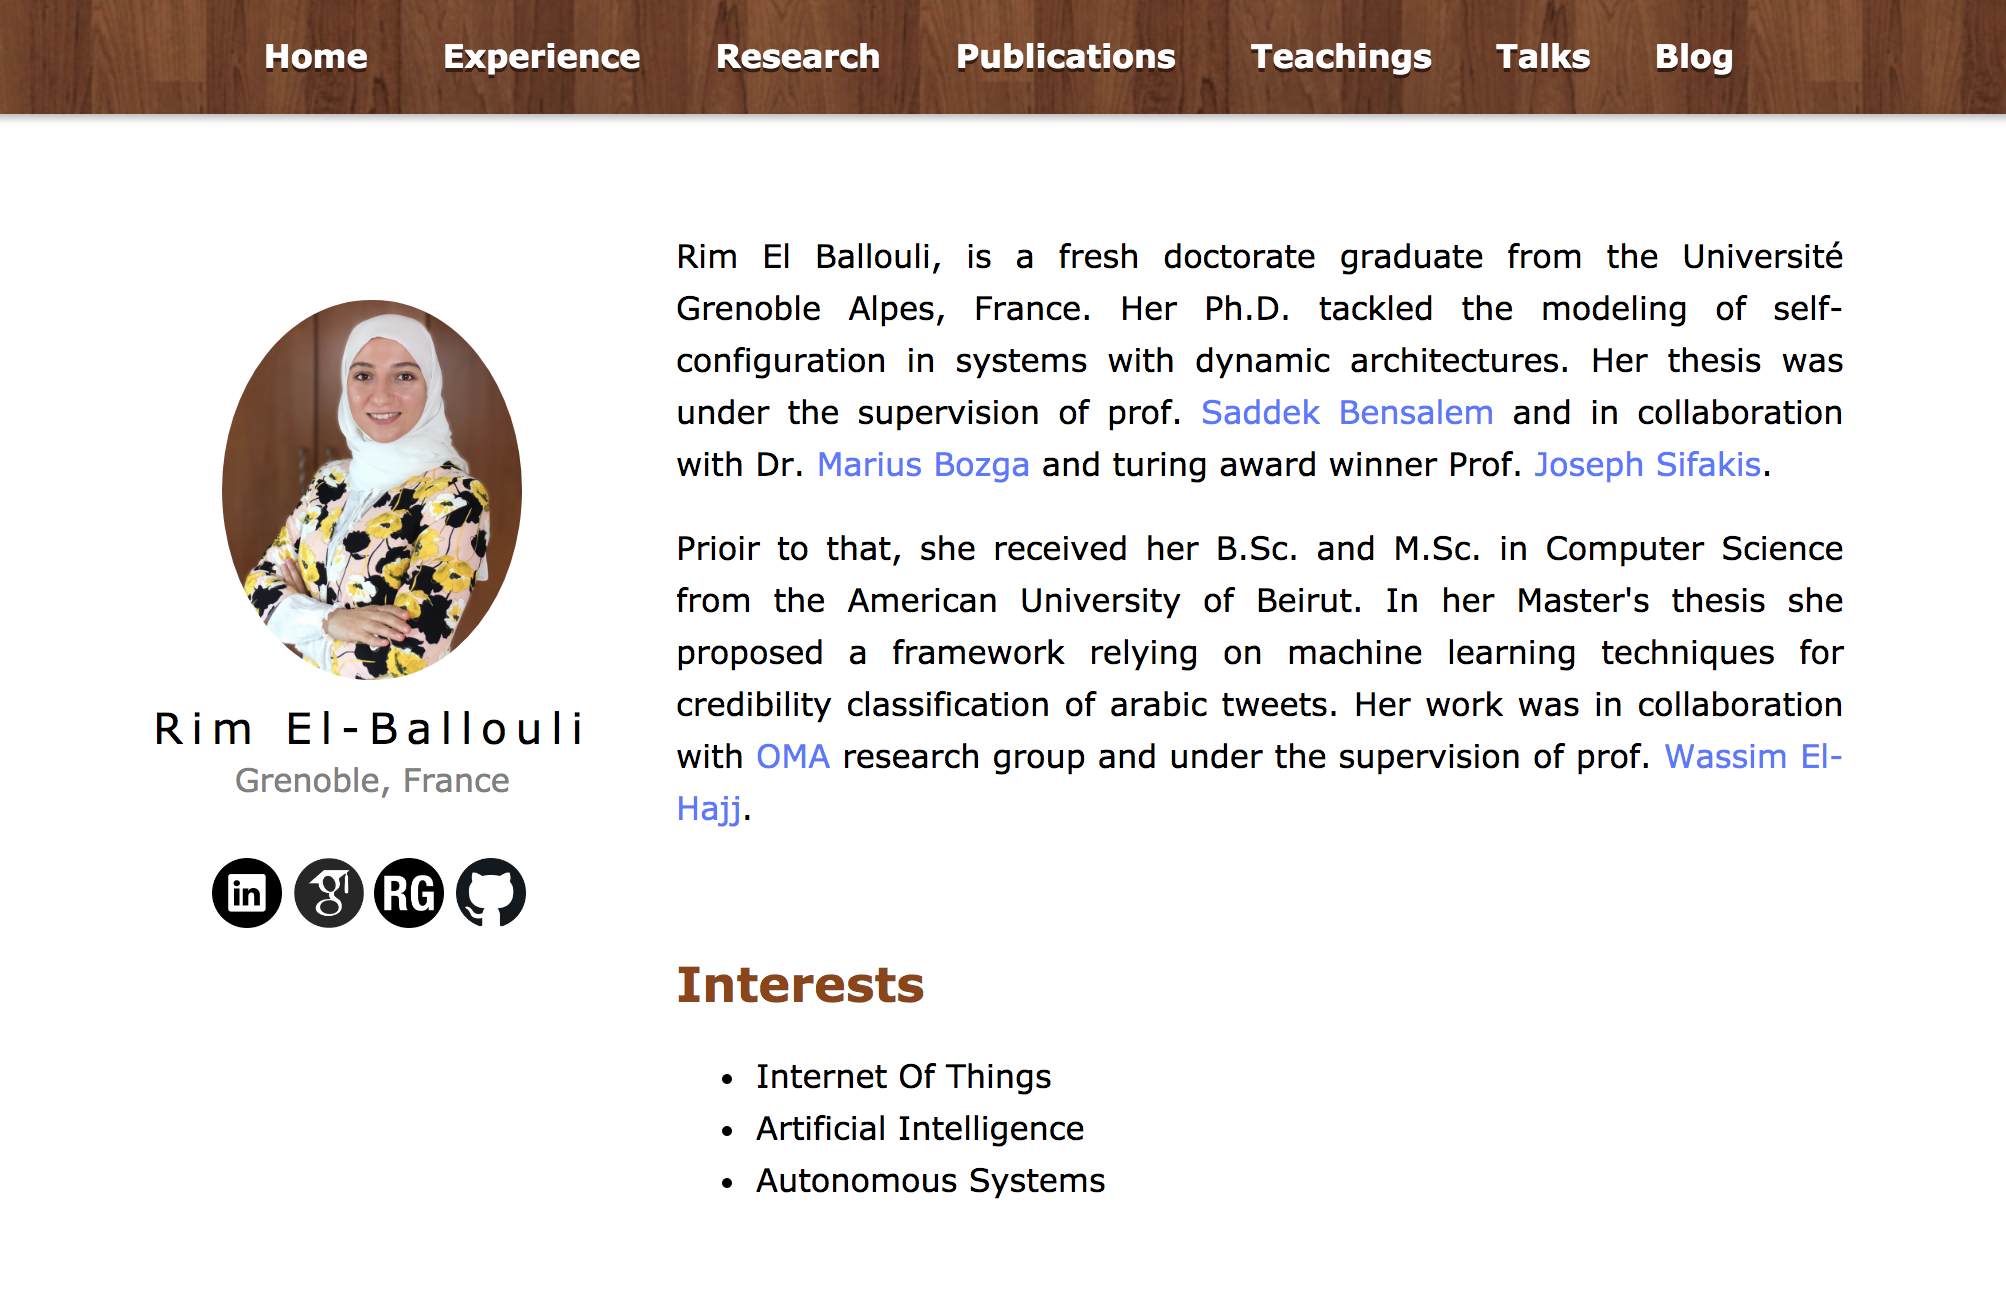 Home Experience Research Publications Teachings Talks Blog
Rim El-Ballouli
Grenoble, France
in
g
RG
Rim El Ballouli, is a fresh doctorate graduate from the Université
Grenoble Alpes, France. Her Ph.D. tackled the modeling of self-
configuration in systems with dynamic architectures. Her thesis was
under the supervision of prof. Saddek Bensalem and in collaboration
with Dr. Marius Bozga and turing award winner Prof. Joseph Sifakis.
Prioir to that, she received her B.Sc. and M.Sc. in Computer Science
from the American University of Beirut. In her Master's thesis she
proposed a framework relying on machine learning techniques for
credibility classification of arabic tweets. Her work was in collaboration
with OMA research group and under the supervision of prof. Wassim El-
Hajj.
Interests
• Internet Of Things
• Artificial Intelligence
• Autonomous Systems